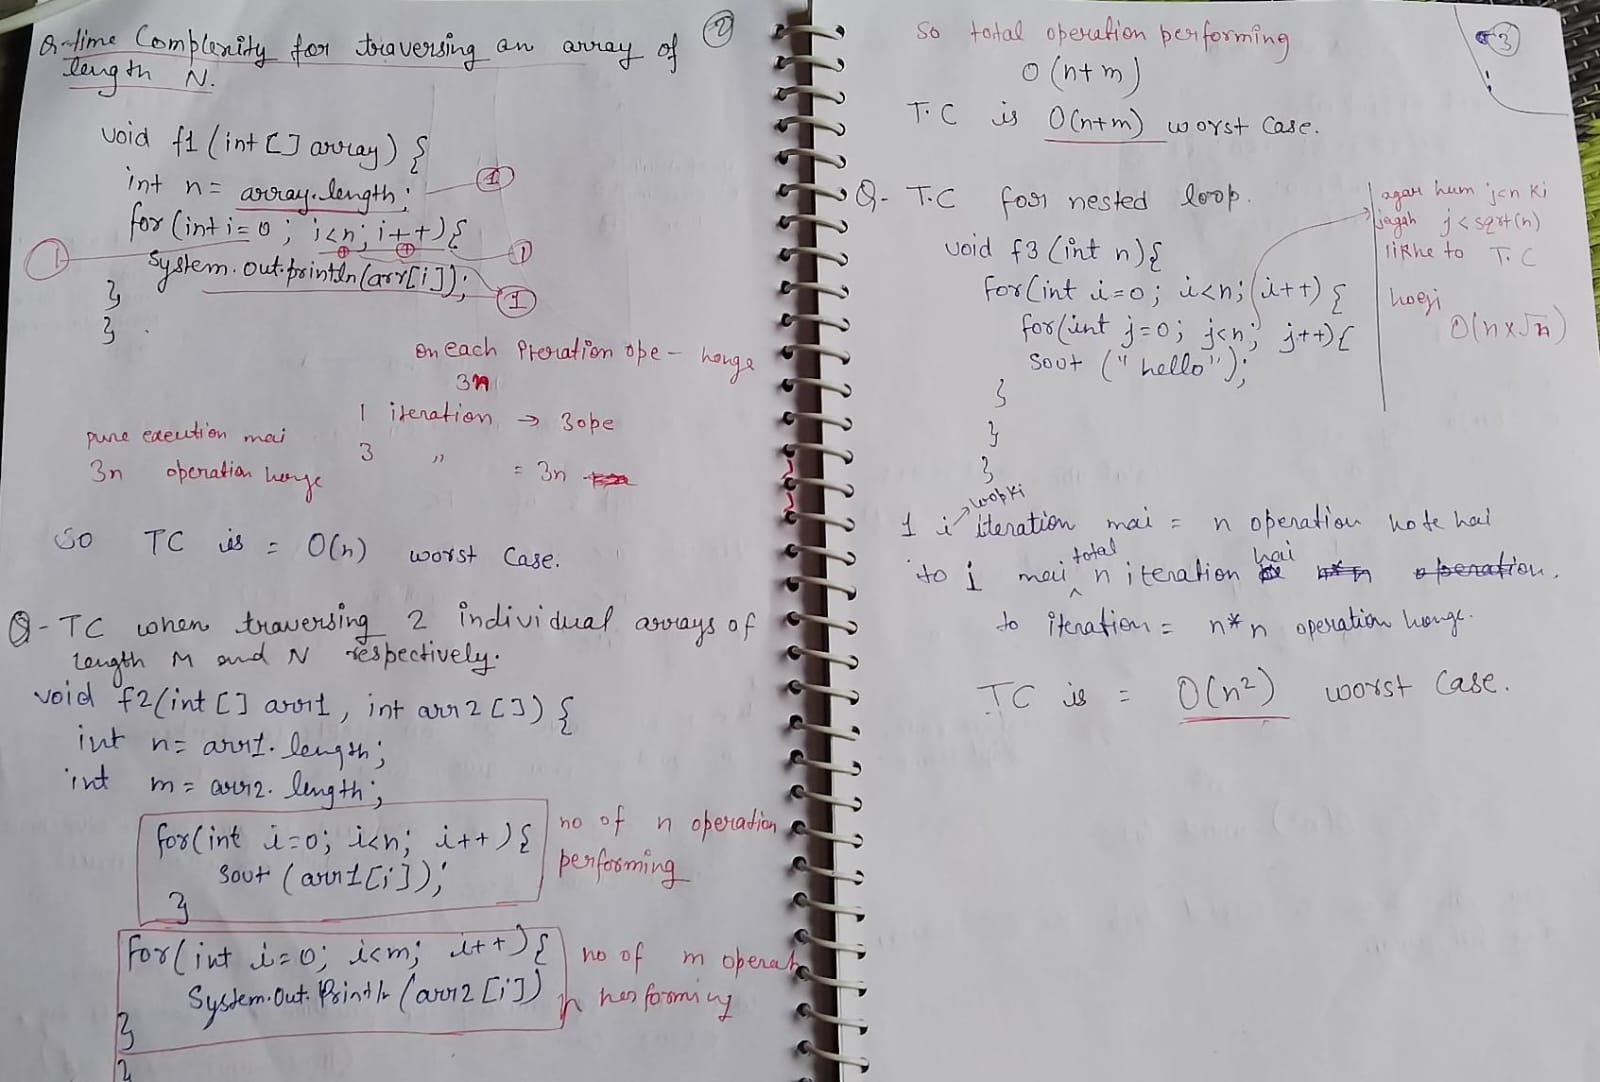 ②
Q-time Complexity for traversing an array of
length N.
void f1 (int [] array) {
int n= array.length; ①
for(int i=0 ; i<n; i++){ ①
① System.out.println(arr[i]); ①
}
}
on each iteration ope - honge
3n
1 iteration → 3ope
3 " = 3n
pure execution mai
3n operation honge
SO TC is = O(n) worst Case.
Q- TC when traversing 2 individual arrays of
length M and N respectively.
void f2(int [] arr1, int arr2 []) {
int n= arr1. length;
int m= arr2. length;
for(int i=0; i<n; i++){
sout (arr1[i]);
}
no of n operation
performing
for(int i=0; i<m; i++){
System.out.Println (arr2 [i])
}
no of m operat
n performing
}
3
so total operation performing
O (n+m)
T.C is O(n+m) worst Case.
Q- T.C for nested loop.
void f3 (int n){
for(int i=0; i<n; i++) {
for(int j=0; j<n; j++){
Sout ("hello");
}
}
}
agar hum j<n ki
jagah j<sqrt(n)
likhe to T.C
hogi
O(n×√n)
1 i loop ki iteration mai = n operation hote hai
to i mai total n iteration hai operation.
to iteration = n*n operation honge.
TC is = O(n²) worst Case.